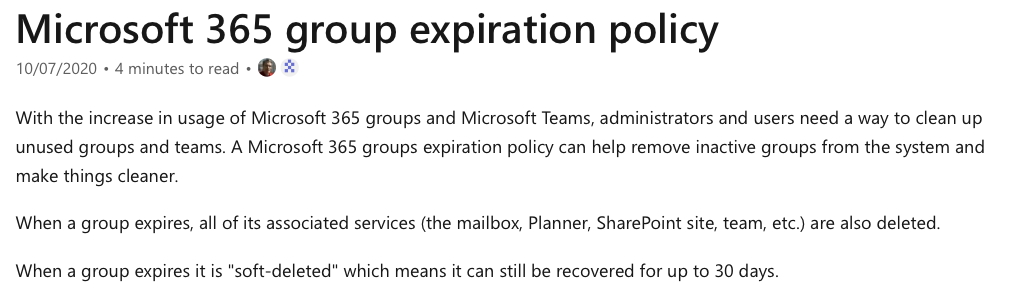 Microsoft 365 group expiration policy
10/07/2020 • 4 minutes to read •
With the increase in usage of Microsoft 365 groups and Microsoft Teams, administrators and users need a way to clean up
unused groups and teams. A Microsoft 365 groups expiration policy can help remove inactive groups from the system and
make things cleaner.
When a group expires, all of its associated services (the mailbox, Planner, SharePoint site, team, etc.) are also deleted.
When a group expires it is "soft-deleted" which means it can still be recovered for up to 30 days.